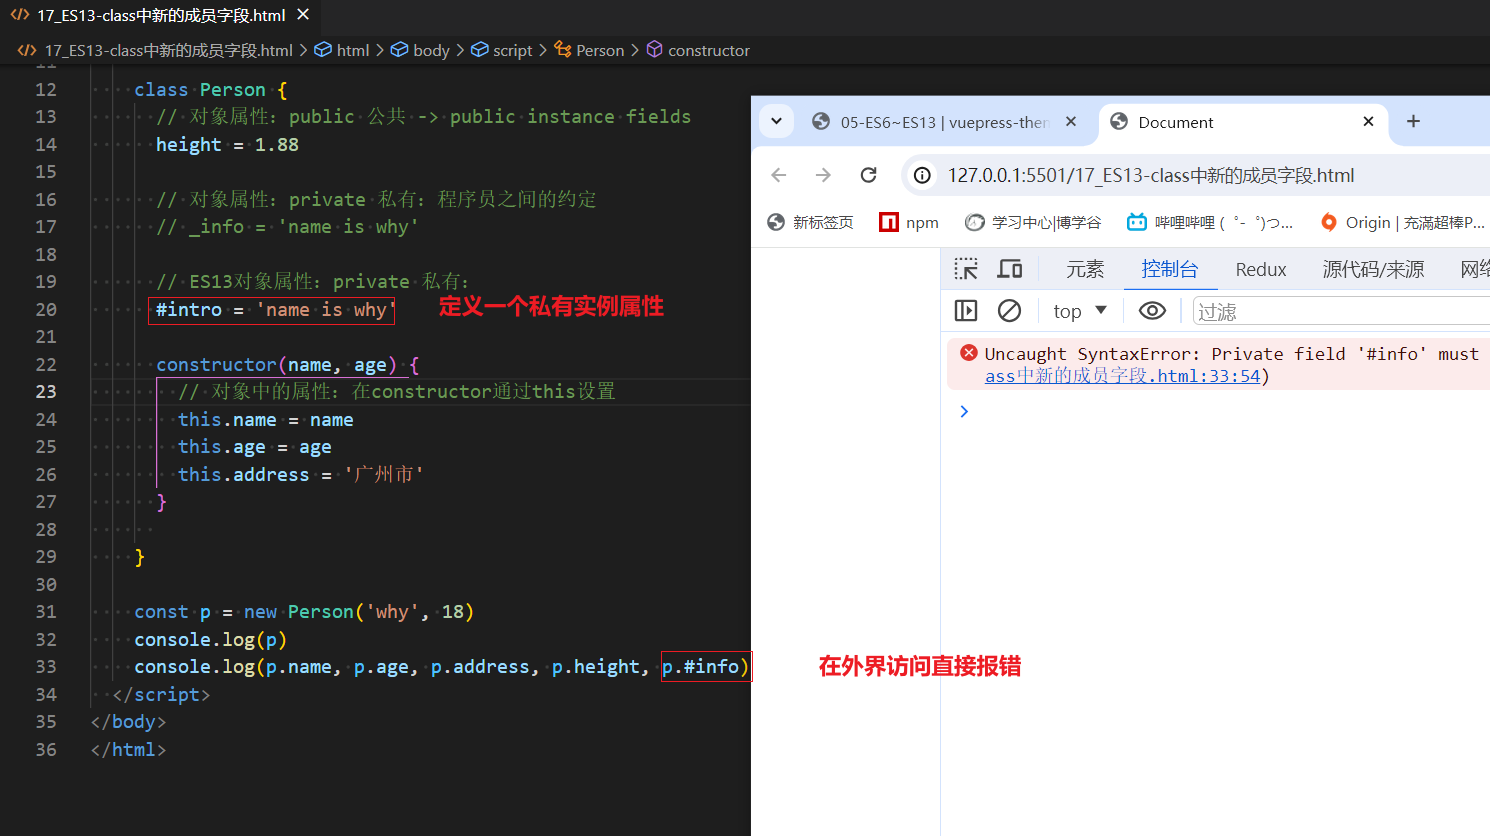 17_ES13-class中新的成员字段.html
17_ES13-class中新的成员字段.html > html > body > script > Person > constructor
12 class Person {
13 // 对象属性：public 公共 -> public instance fields
14 height = 1.88
15
16 // 对象属性：private 私有：程序员之间的约定
17 // _info = 'name is why'
18
19 // ES13对象属性：private 私有：
20 #intro = 'name is why'
定义一个私有实例属性
21
22 constructor(name, age) {
23 // 对象中的属性：在constructor通过this设置
24 this.name = name
25 this.age = age
26 this.address = '广州市'
27 }
28
29 }
30
31 const p = new Person('why', 18)
32 console.log(p)
33 console.log(p.name, p.age, p.address, p.height, p.#info)
在外界访问直接报错
34 </script>
35 </body>
36 </html>
05-ES6~ES13 | vuepress-then
Document
127.0.0.1:5501/17_ES13-class中新的成员字段.html
新标签页
npm
学习中心|博学谷
哔哩哔哩 (゜-゜)つ...
Origin | 充滿超棒P...
元素
控制台
Redux
源代码/来源
网络
top
过滤
Uncaught SyntaxError: Private field '#info' must
ass中新的成员字段.html:33:54)